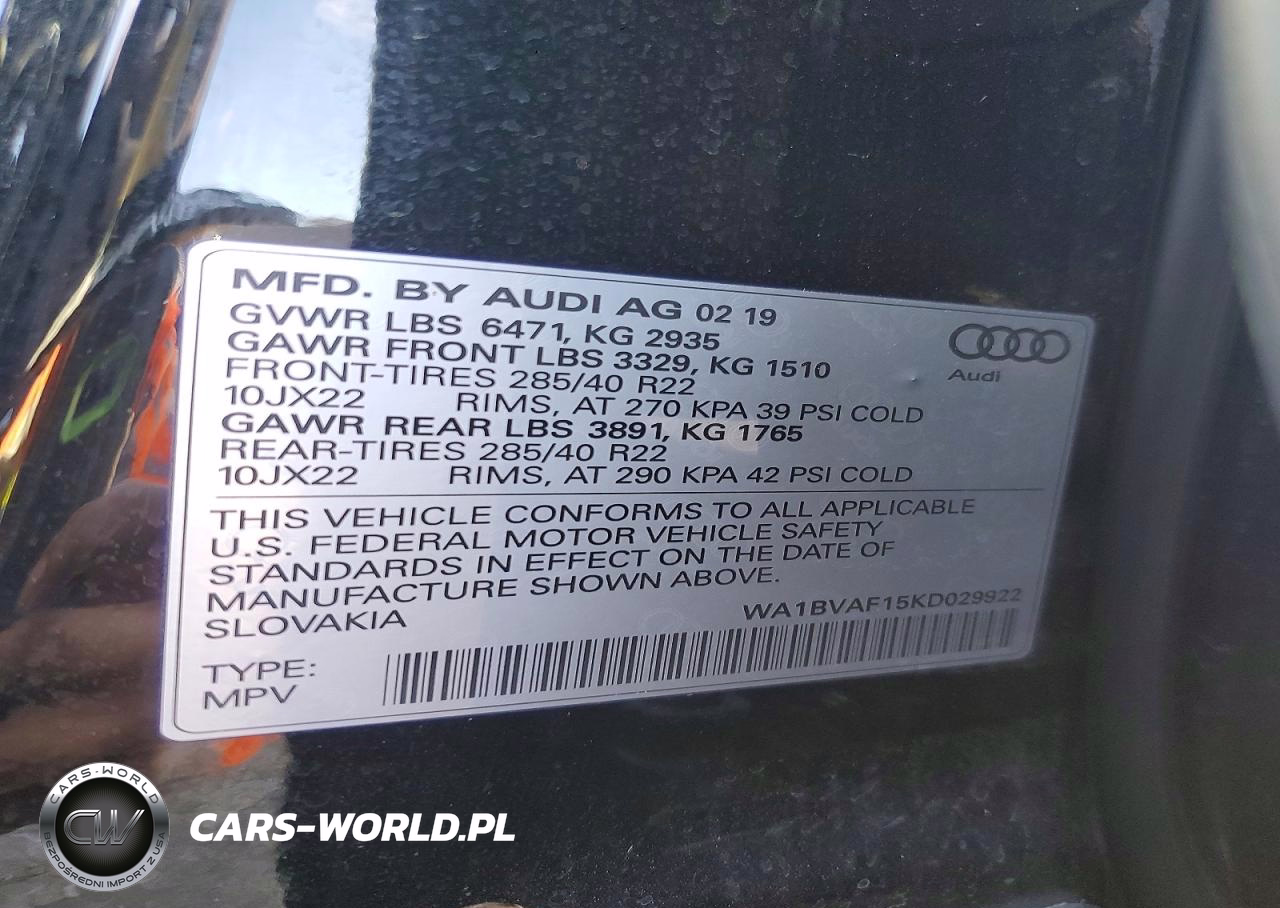 MFD. BY AUDI AG 02 19
GVWR LBS 6471, KG 2935
GAWR FRONT LBS 3329, KG 1510
FRONT-TIRES 285/40 R22
10JX22 RIMS, AT 270 KPA 39 PSI COLD
GAWR REAR LBS 3891, KG 1765
REAR-TIRES 285/40 R22
10JX22 RIMS, AT 290 KPA 42 PSI COLD
Audi
THIS VEHICLE CONFORMS TO ALL APPLICABLE
U.S. FEDERAL MOTOR VEHICLE SAFETY
STANDARDS IN EFFECT ON THE DATE OF
MANUFACTURE SHOWN ABOVE.
SLOVAKIA
WA1BVAF15KD029922
TYPE:
MPV
CARS-WORLD
CW
BEZPOŚREDNI IMPORT Z USA
CARS-WORLD.PL